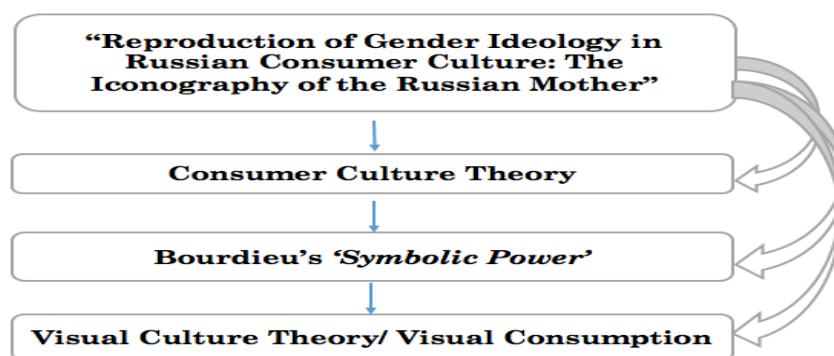 “Reproduction of Gender Ideology in
Russian Consumer Culture: The
Iconography of the Russian Mother”
Consumer Culture Theory
Bourdieu’s ‘Symbolic Power’
Visual Culture Theory/ Visual Consumption